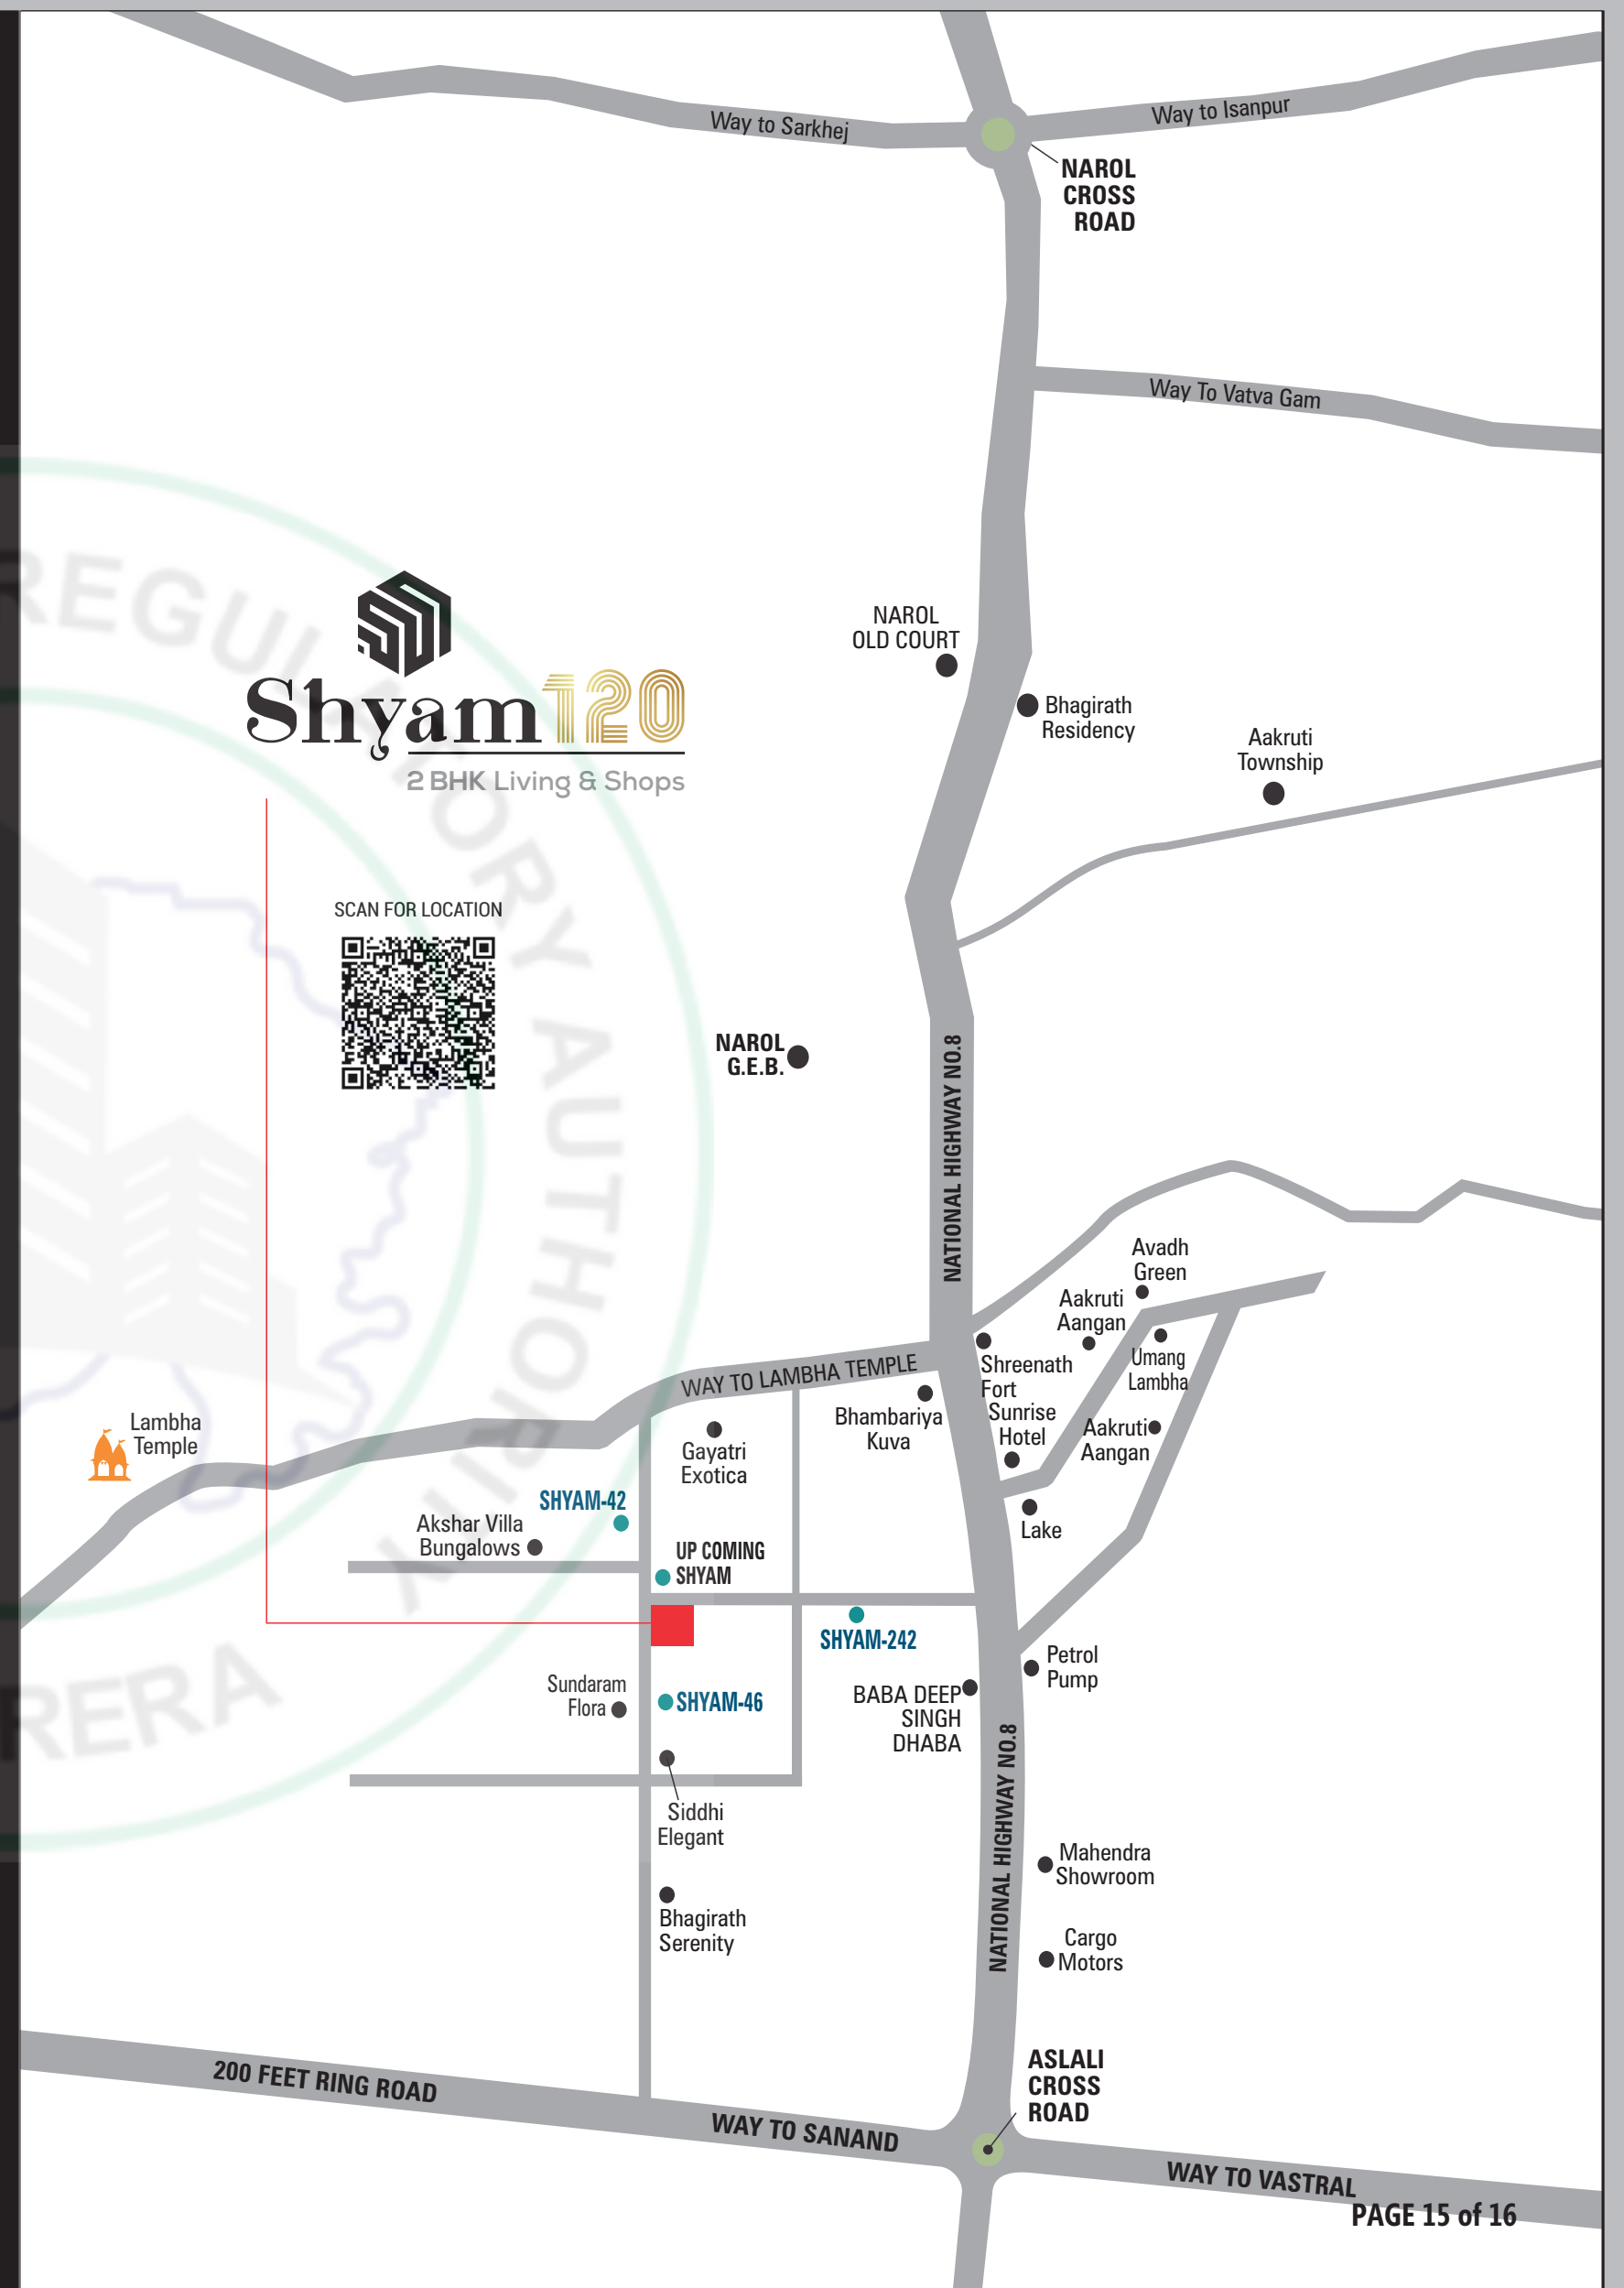 Way to Sarkhej
Way to Isanpur
NAROL
CROSS
ROAD
Way To Vatva Gam
REGULATORY AUTHORITY
RERA
Shyam120
2 BHK Living & Shops
NAROL
OLD COURT
Bhagirath
Residency
Aakruti
Township
SCAN FOR LOCATION
NAROL
G.E.B.
NATIONAL HIGHWAY NO.8
Avadh
Green
Aakruti
Aangan
Umang
Lambha
Shreenath
Fort
Sunrise
Hotel
Aakruti
Aangan
WAY TO LAMBHA TEMPLE
Bhambariya
Kuva
Lambha
Temple
Gayatri
Exotica
SHYAM-42
Akshar Villa
Bungalows
Lake
UP COMING
SHYAM
SHYAM-242
Petrol
Pump
Sundaram
Flora
SHYAM-46
BABA DEEP
SINGH
DHABA
NATIONAL HIGHWAY NO.8
Siddhi
Elegant
Mahendra
Showroom
Bhagirath
Serenity
Cargo
Motors
ASLALI
CROSS
ROAD
200 FEET RING ROAD
WAY TO SANAND
WAY TO VASTRAL
PAGE 15 of 16